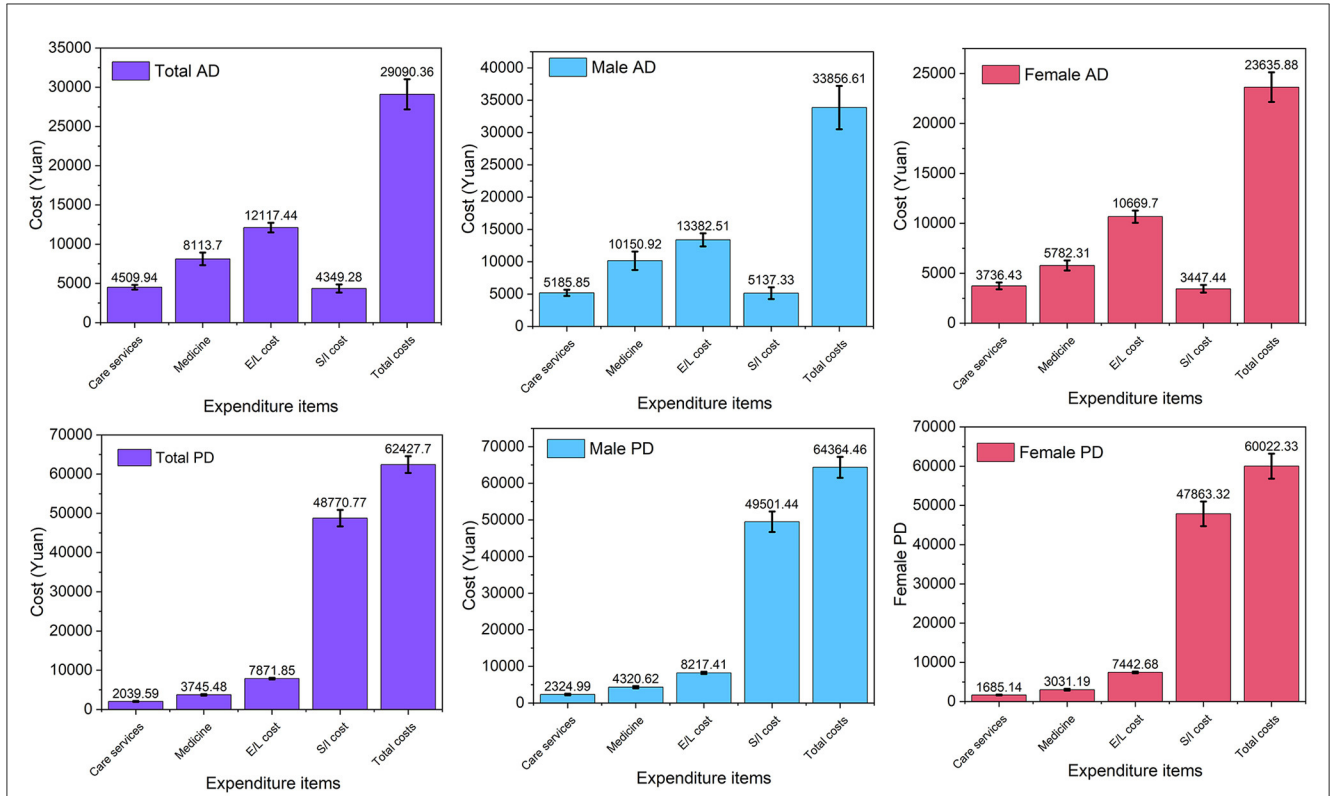 Total AD
Cost (Yuan)
35000
30000
25000
20000
15000
10000
5000
0
4509.94
8113.7
12117.44
4349.28
29090.36
Care services
Medicine
E/L cost
S/I cost
Total costs
Expenditure items
Male AD
Cost (Yuan)
40000
35000
30000
25000
20000
15000
10000
5000
0
5185.85
10150.92
13382.51
5137.33
33856.61
Care services
Medicine
E/L cost
S/I cost
Total costs
Expenditure items
Female AD
Cost (Yuan)
25000
20000
15000
10000
5000
0
3736.43
5782.31
10669.7
3447.44
23635.88
Care services
Medicine
E/L cost
S/I cost
Total costs
Expenditure items
Total PD
Cost (Yuan)
70000
60000
50000
40000
30000
20000
10000
0
2039.59
3745.48
7871.85
48770.77
62427.7
Care services
Medicine
E/L cost
S/I cost
Total costs
Expenditure items
Male PD
Cost (Yuan)
70000
60000
50000
40000
30000
20000
10000
0
2324.99
4320.62
8217.41
49501.44
64364.46
Care services
Medicine
E/L cost
S/I cost
Total costs
Expenditure items
Female PD
Female PD
70000
60000
50000
40000
30000
20000
10000
0
1685.14
3031.19
7442.68
47863.32
60022.33
Care services
Medicine
E/L cost
S/I cost
Total costs
Expenditure items